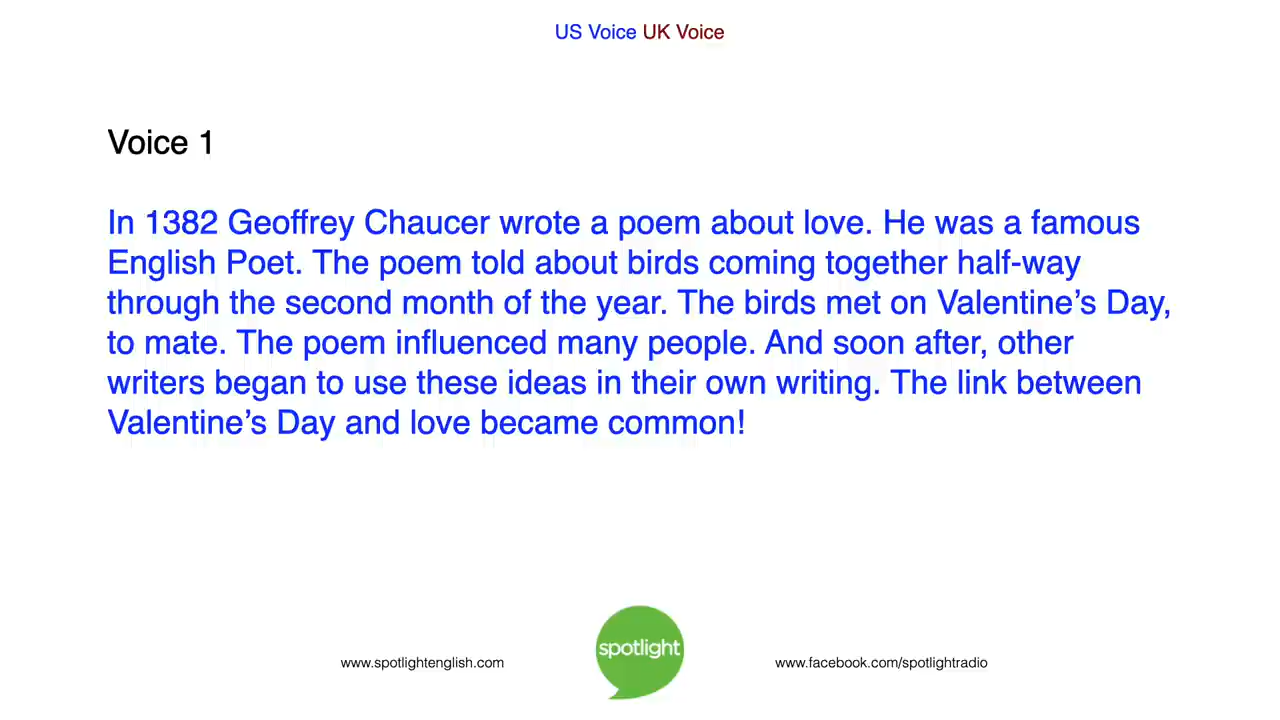 US Voice UK Voice
Voice 1
In 1382 Geoffrey Chaucer wrote a poem about love. He was a famous
English Poet. The poem told about birds coming together half-way
through the second month of the year. The birds met on Valentine’s Day,
to mate. The poem influenced many people. And soon after, other
writers began to use these ideas in their own writing. The link between
Valentine’s Day and love became common!
spotlight
www.spotlightenglish.com
www.facebook.com/spotlightradio